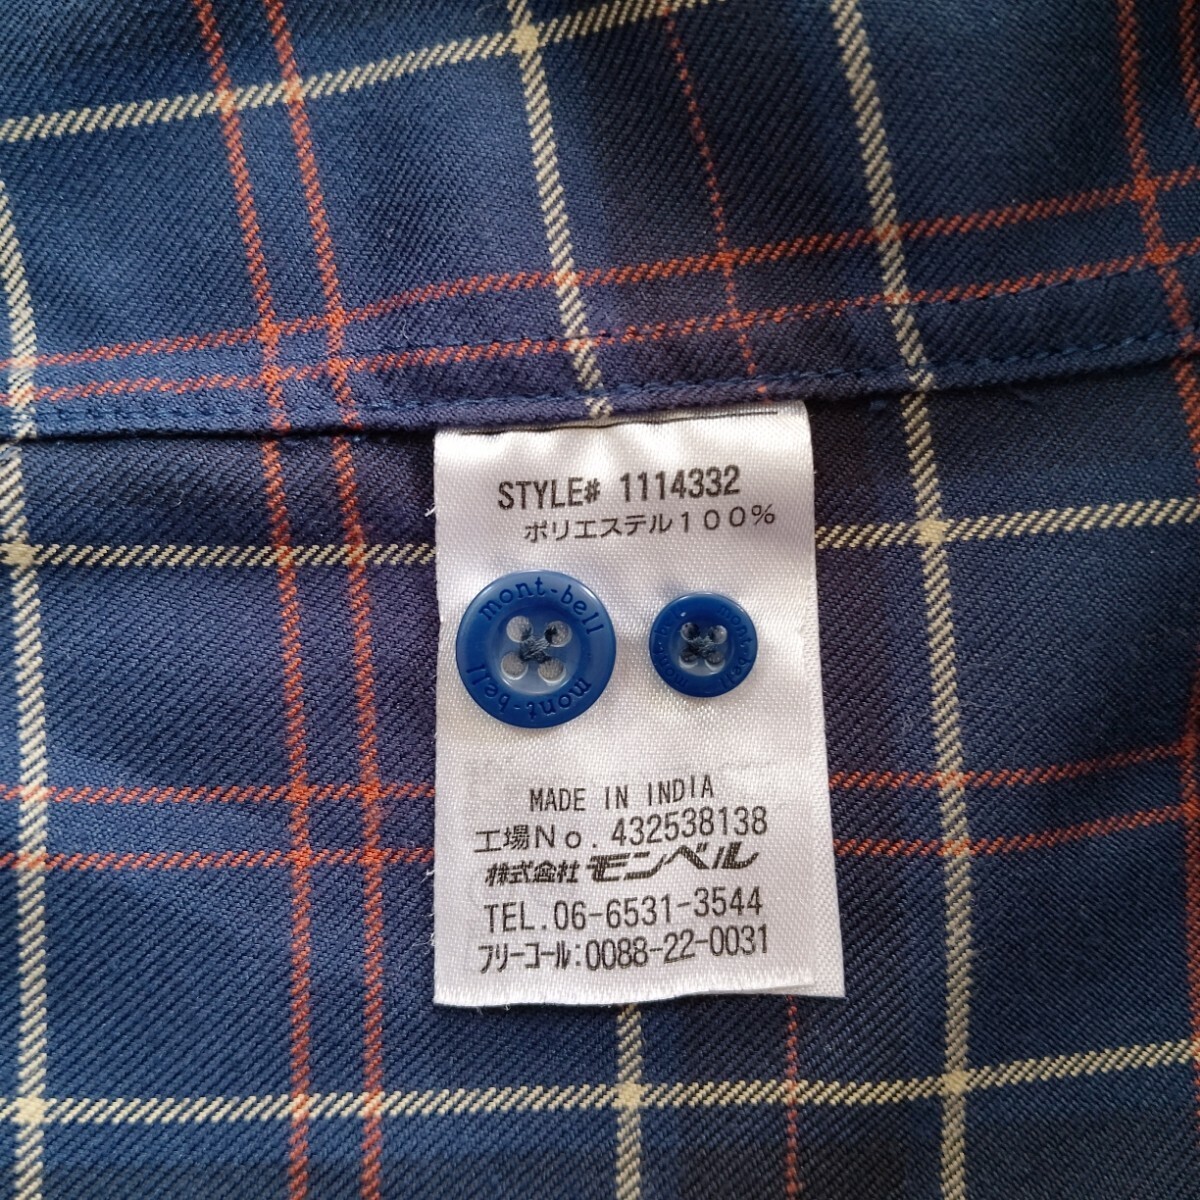 STYLE# 1114332
ポリエステル100%
mont-bell mont-bell
mont-bell mont-bell
MADE IN INDIA
工場No.432538138
株式会社モンベル
TEL.06-6531-3544
フリーコール:0088-22-0031